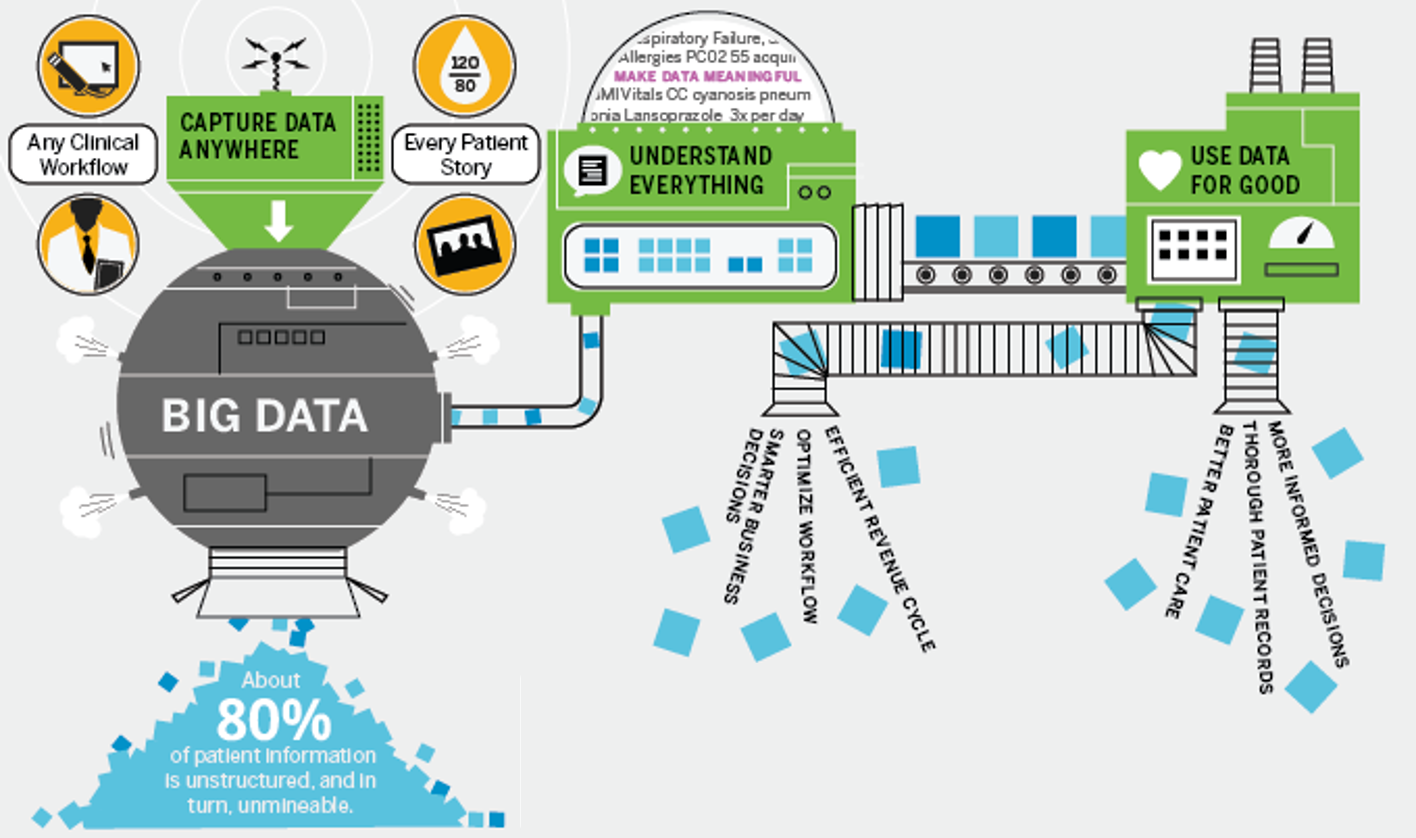 Any Clinical
Workflow
CAPTURE DATA
ANYWHERE
120
80
Every Patient
Story
BIG DATA
About
80%
of patient information
is unstructured, and in
turn, unmineable.
Failure,
Allergies PCO2 55
MAKE DATA MEANINGFUL
Vitals CC cyanosis pneum
onia Lansoprazole 3x per day
UNDERSTAND
EVERYTHING
USE DATA
FOR GOOD
SMARTER BUSINESS
DECISIONS
OPTIMIZE WORKFLOW
EFFICIENT REVENUE CYCLE
BETTER PATIENT CARE
THOROUGH PATIENT RECORDS
MORE INFORMED DECISIONS